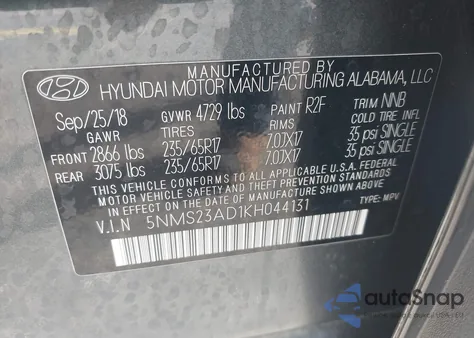 MANUFACTURED BY
HYUNDAI MOTOR MANUFACTURING ALABAMA, LLC
Sep/25/18 GVWR 4729 lbs PAINT R2F TRIM NNB
GAWR TIRES RIMS COLD TIRE INFL
FRONT 2866 lbs 235/65R17 7.0JX17 35 psi SINGLE
REAR 3075 lbs 235/65R17 7.0JX17 35 psi SINGLE
THIS VEHICLE CONFORMS TO ALL APPLICABLE U.S.A FEDERAL
MOTOR VEHICLE SAFETY AND THEFT PREVENTION STANDARDS
IN EFFECT ON THE DATE OF MANUFACTURE SHOWN ABOVE.
V.I.N 5NMS23AD1KH044131 TYPE: MPV
autoSnap